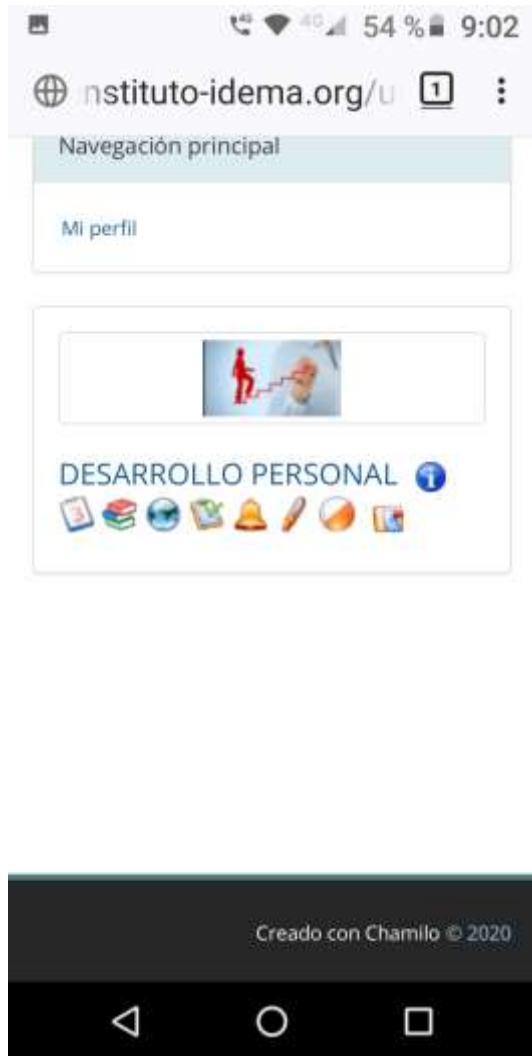 54 % 9:02
nstituto-idema.org/u 1
Navegación principal
Mi perfil
DESARROLLO PERSONAL
Creado con Chamilo © 2020